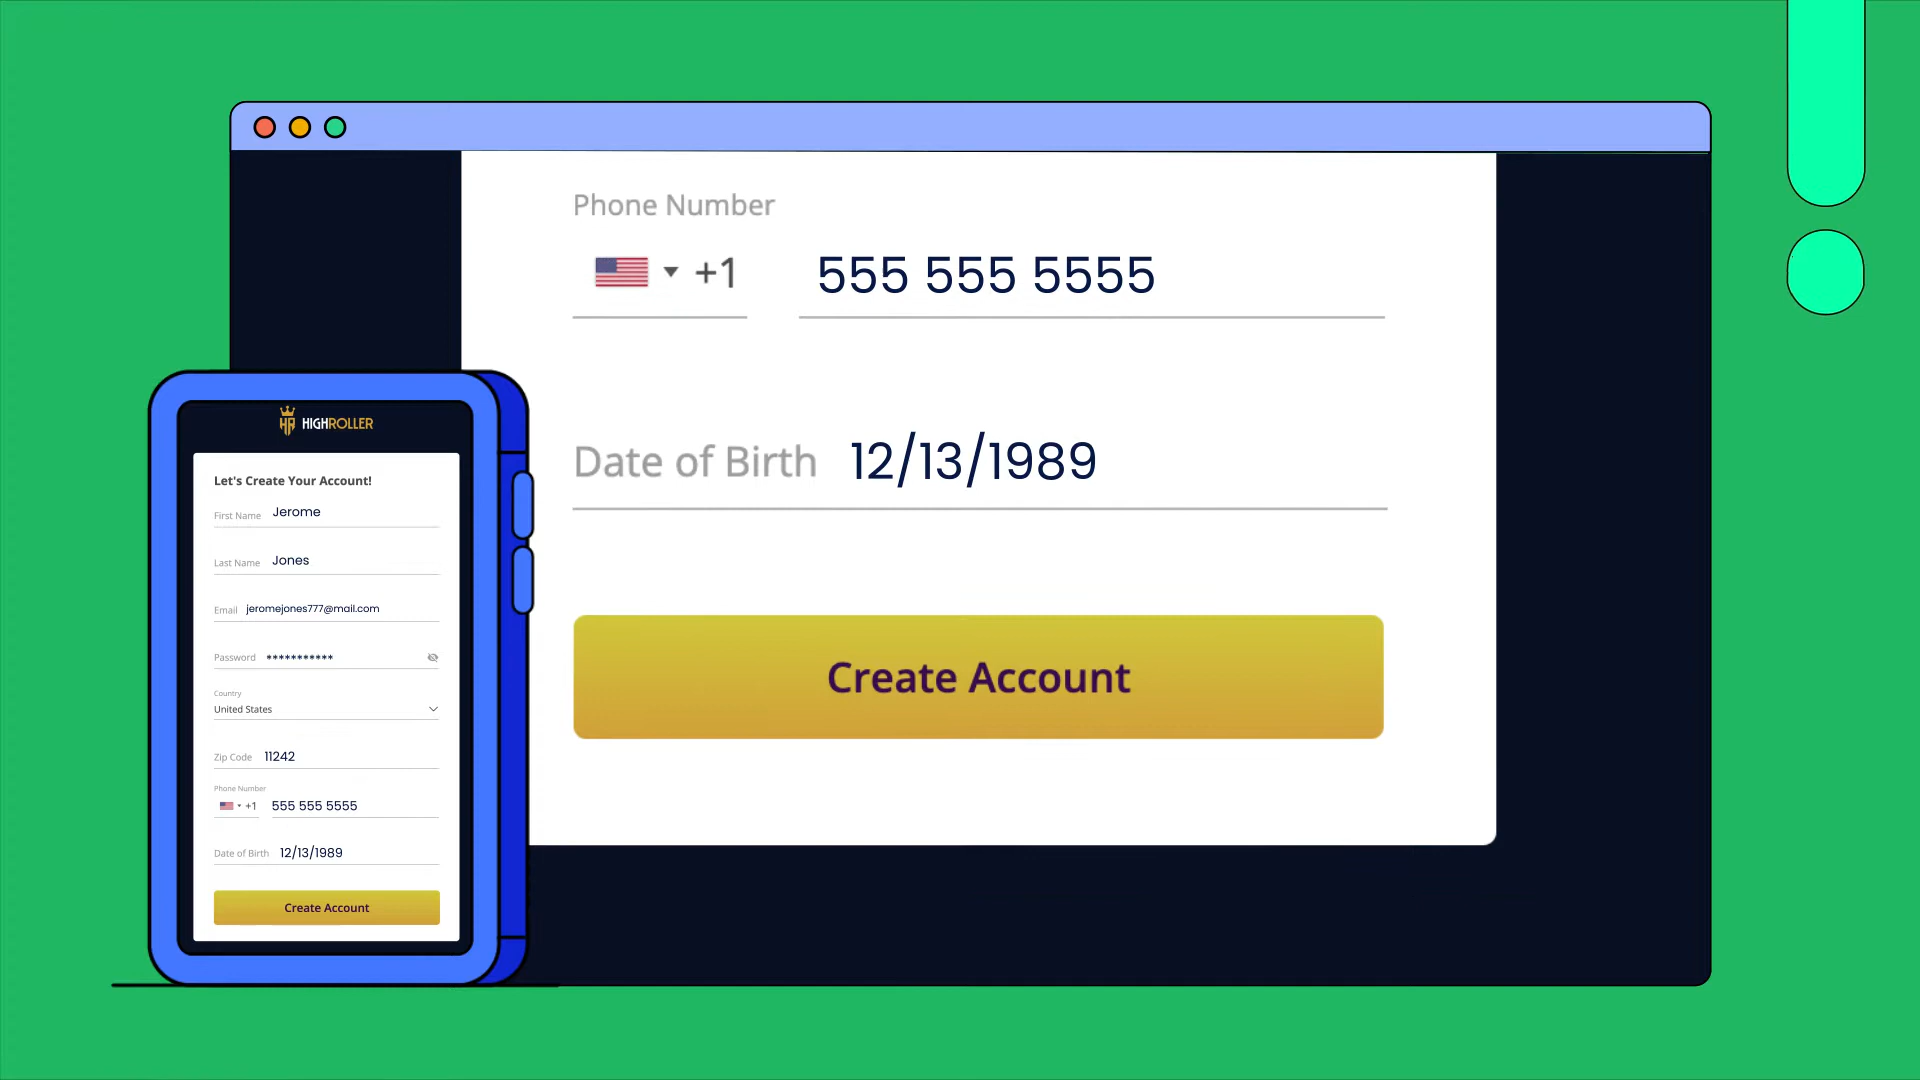 Phone Number
+1 555 555 5555
Date of Birth 12/13/1989
Create Account
HR HIGHROLLER
Let's Create Your Account!
First Name Jerome
Last Name Jones
Email jeromejones777@mail.com
Password ***********
Country
United States
Zip Code 11242
Phone Number
+1 555 555 5555
Date of Birth 12/13/1989
Create Account